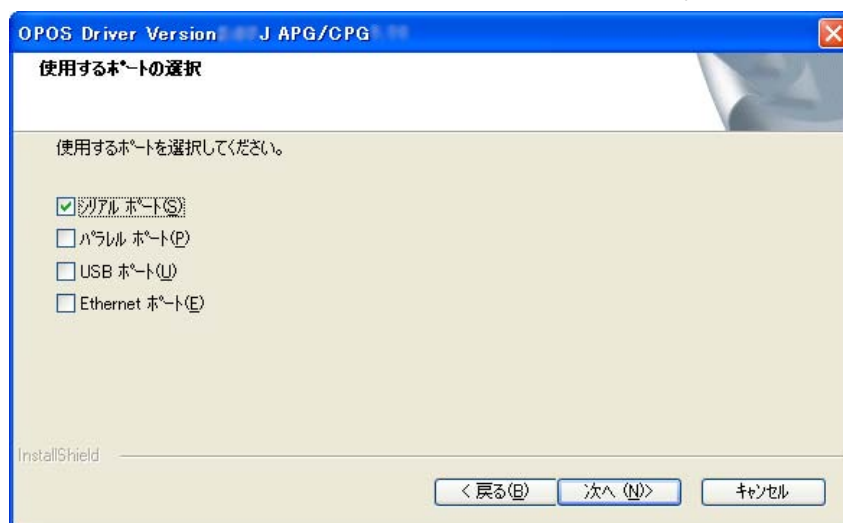 OPOS Driver Version J APG/CPG
使用するポートの選択
使用するポートを選択してください。
シリアル ポート(S)
パラレル ポート(P)
USB ポート(U)
Ethernet ポート(E)
InstallShield
< 戻る(B) 次へ (N)> キャンセル